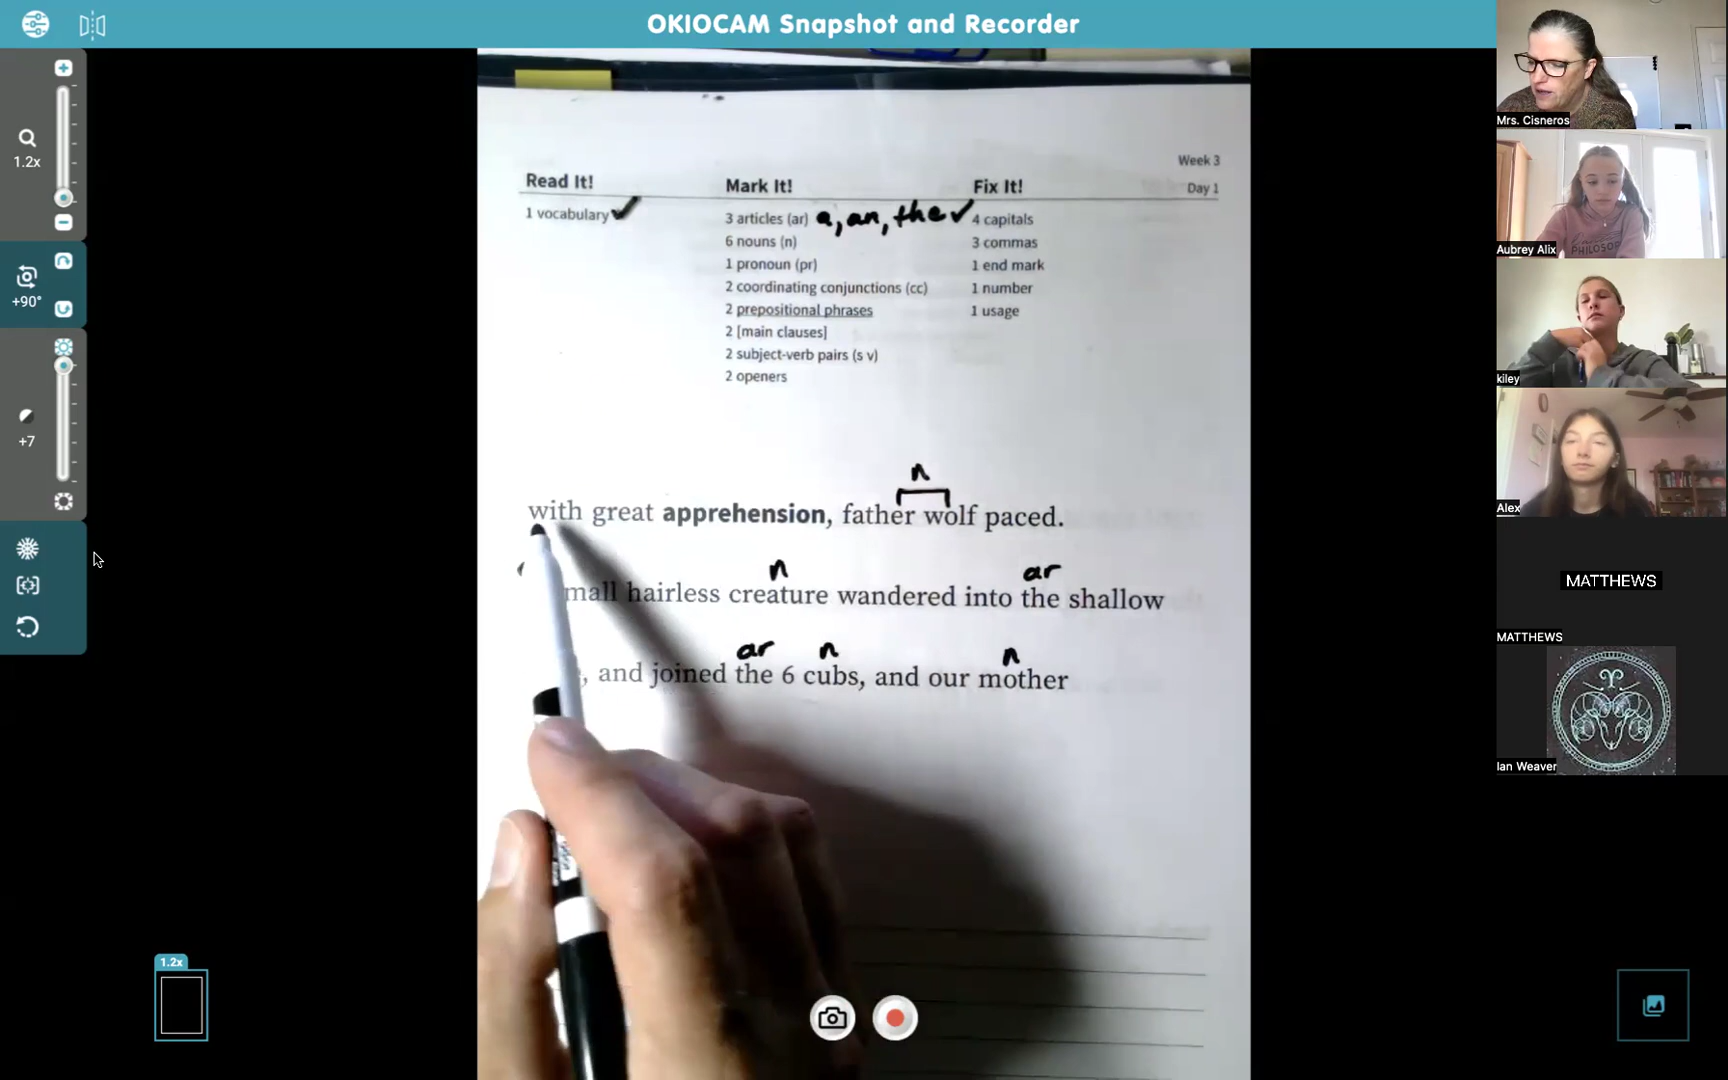 OKIOCAM Snapshot and Recorder
1.2x
+90°
+7
Week 3
Day 1
Read It!
1 vocabulary
Mark It!
3 articles (ar) a, an, the ✓
6 nouns (n)
1 pronoun (pr)
2 coordinating conjunctions (cc)
2 prepositional phrases
2 [main clauses]
2 subject-verb pairs (s v)
2 openers
Fix It!
4 capitals
3 commas
1 end mark
1 number
1 usage
n
with great apprehension, father wolf paced.
n ar
mall hairless creature wandered into the shallow
ar n n
, and joined the 6 cubs, and our mother
1.2x
Mrs. Cisneros
Aubrey Alix
kiley
Alex
MATTHEWS
MATTHEWS
Ian Weaver